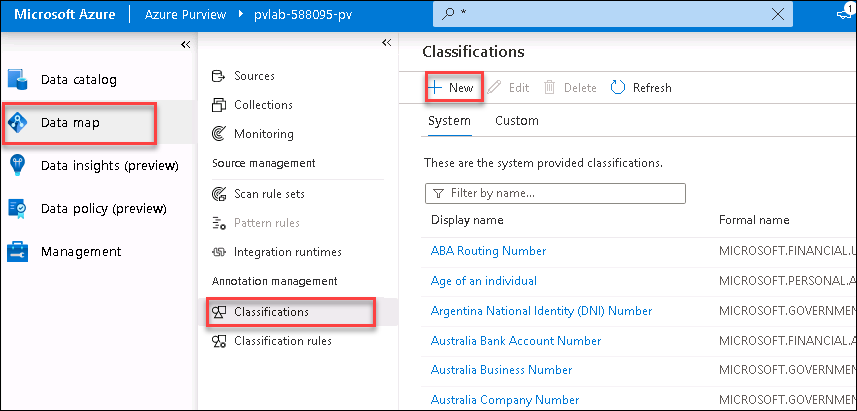 Microsoft Azure Azure Purview pvlab-588095-pv * 1
« «
Data catalog
Data map
Data insights (preview)
Data policy (preview)
Management
Sources
Collections
Monitoring
Source management
Scan rule sets
Pattern rules
Integration runtimes
Annotation management
Classifications
Classification rules
Classifications
New Edit Delete Refresh
System Custom
These are the system provided classifications.
Filter by name...
Display name Formal name
ABA Routing Number MICROSOFT.FINANCIAL.U
Age of an individual MICROSOFT.PERSONAL.A
Argentina National Identity (DNI) Number MICROSOFT.GOVERNMEN
Australia Bank Account Number MICROSOFT.FINANCIAL.A
Australia Business Number MICROSOFT.GOVERNMEN
Australia Company Number MICROSOFT.GOVERNMEN